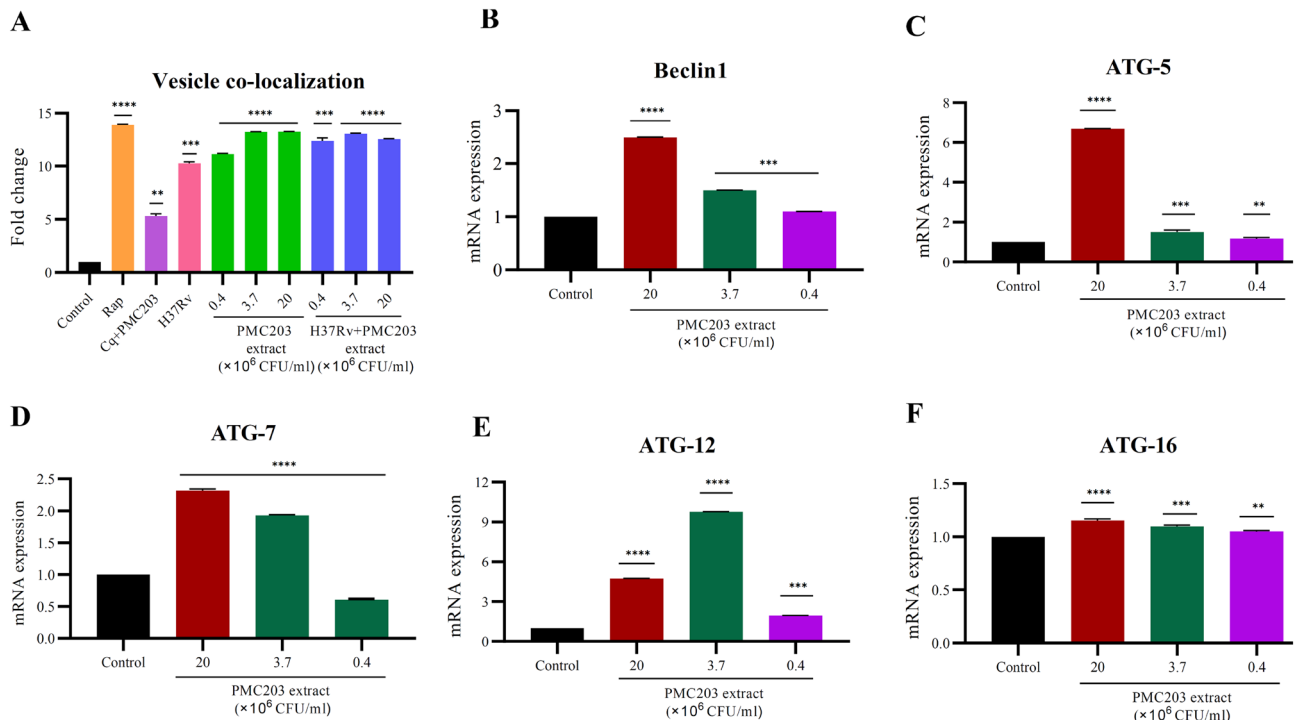 A
Vesicle co-localization
Fold change
15
10
5
0
**** ** *** **** *** ****
Control Rap Cq+PMC203 H37Rv 0.4 3.7 20 0.4 3.7 20
PMC203 H37Rv+PMC203
extract extract
(×10⁶ CFU/ml) (×10⁶ CFU/ml)
B
Beclin1
mRNA expression
3
2
1
0
**** ***
Control 20 3.7 0.4
PMC203 extract
(×10⁶ CFU/ml)
C
ATG-5
mRNA expression
8
6
4
2
0
**** *** **
Control 20 3.7 0.4
PMC203 extract
(×10⁶ CFU/ml)
D
ATG-7
mRNA expression
2.5
2.0
1.5
1.0
0.5
0.0
****
Control 20 3.7 0.4
PMC203 extract
(×10⁶ CFU/ml)
E
ATG-12
mRNA expression
12
9
6
3
0
**** **** ***
Control 20 3.7 0.4
PMC203 extract
(×10⁶ CFU/ml)
F
ATG-16
mRNA expression
1.5
1.0
0.5
0.0
**** *** **
Control 20 3.7 0.4
PMC203 extract
(×10⁶ CFU/ml)